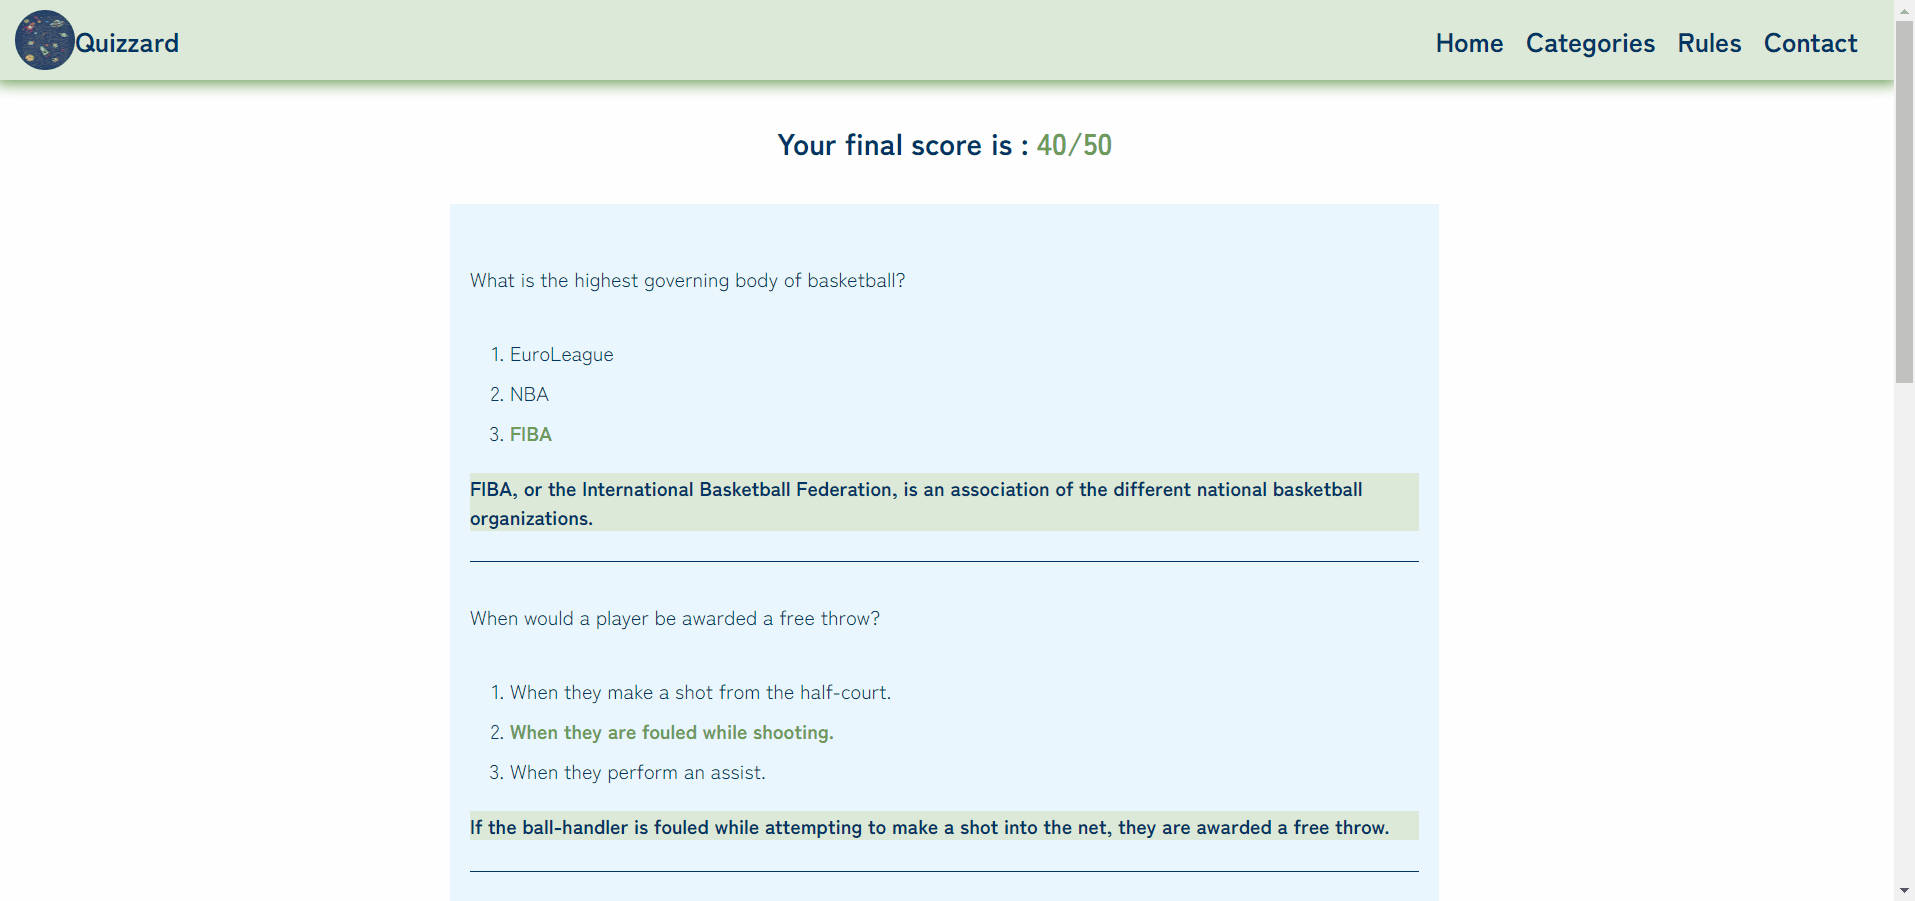 Quizzard
Home Categories Rules Contact
Your final score is : 40/50
What is the highest governing body of basketball?
1. EuroLeague
2. NBA
3. FIBA
FIBA, or the International Basketball Federation, is an association of the different national basketball
organizations.
When would a player be awarded a free throw?
1. When they make a shot from the half-court.
2. When they are fouled while shooting.
3. When they perform an assist.
If the ball-handler is fouled while attempting to make a shot into the net, they are awarded a free throw.